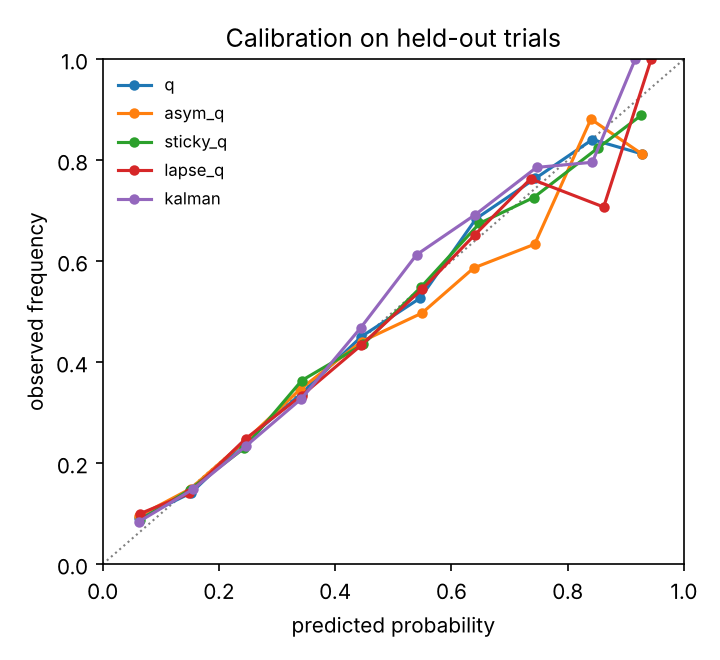 Calibration on held-out trials
q
asym_q
sticky_q
lapse_q
kalman
observed frequency
1.0
0.8
0.6
0.4
0.2
0.0
0.0 0.2 0.4 0.6 0.8 1.0
predicted probability